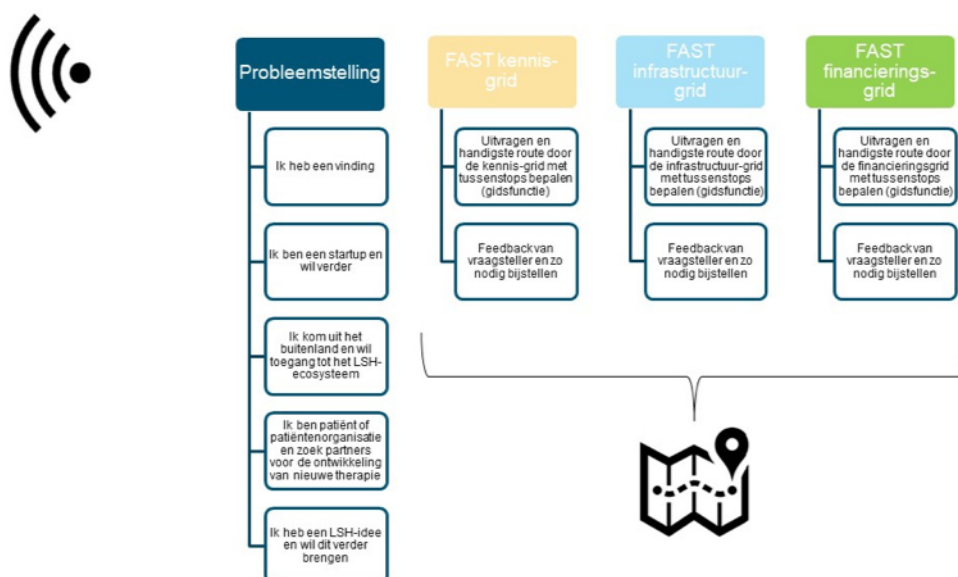 Probleemstelling
Ik heb een vinding
Ik ben een startup en
wil verder
Ik kom uit het
buitenland en wil
toegang tot het LSH-
ecosysteem
Ik ben patiënt of
patiëntenorganisatie
en zoek partners
voor de ontwikkeling
van nieuwe therapie
Ik heb een LSH-idee
en wil dit verder
brengen
FAST kennis-
grid
Uitvragen en
handigste route door
de kennis-grid met
tussenstops bepalen
(gidsfunctie)
Feedback van
vraagsteller en zo
nodig bijstellen
FAST
infrastructuur-
grid
Uitvragen en
handigste route door
de infrastructuur-grid
met tussenstops
bepalen (gidsfunctie)
Feedback van
vraagsteller en zo
nodig bijstellen
FAST
financierings-
grid
Uitvragen en
handigste route door
de financieringsgrid
met tussenstops
bepalen (gidsfunctie)
Feedback van
vraagsteller en zo
nodig bijstellen